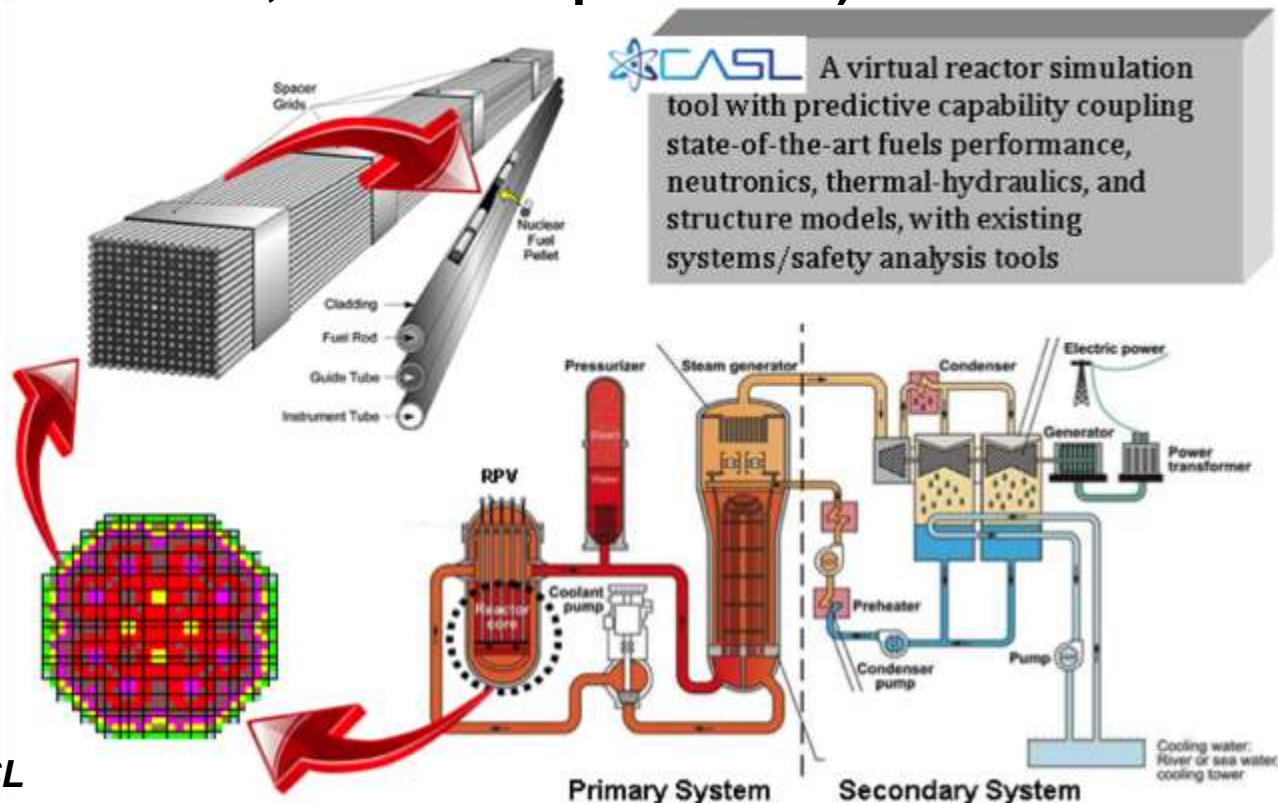 CASL
A virtual reactor simulation
tool with predictive capability coupling
state-of-the-art fuels performance,
neutronics, thermal-hydraulics, and
structure models, with existing
systems/safety analysis tools
Spacer
Grids
Nuclear
Fuel
Pellet
Cladding
Fuel Rod
Guide Tube
Instrument Tube
Pressurizer
Steam generator
Condenser
Electric power
Generator
Power
transformer
Water
RPV
Reactor
core
Coolant
pump
Preheater
Condenser
pump
Pump
Cooling water:
River or sea water,
cooling tower
Primary System
Secondary System